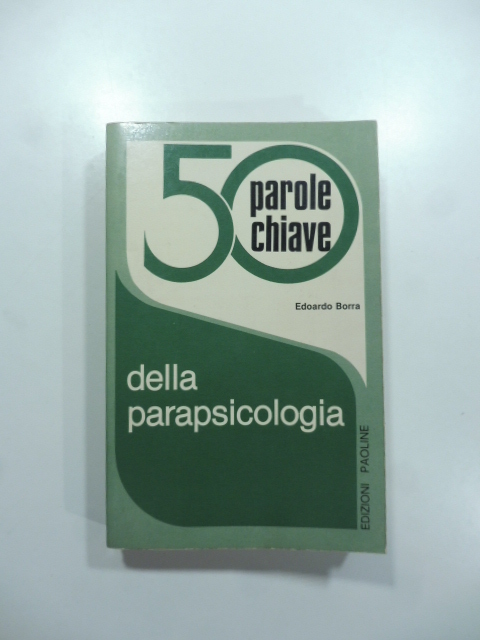 50
parole
chiave
Edoardo Borra
della
parapsicologia
EDIZIONI PAOLINE